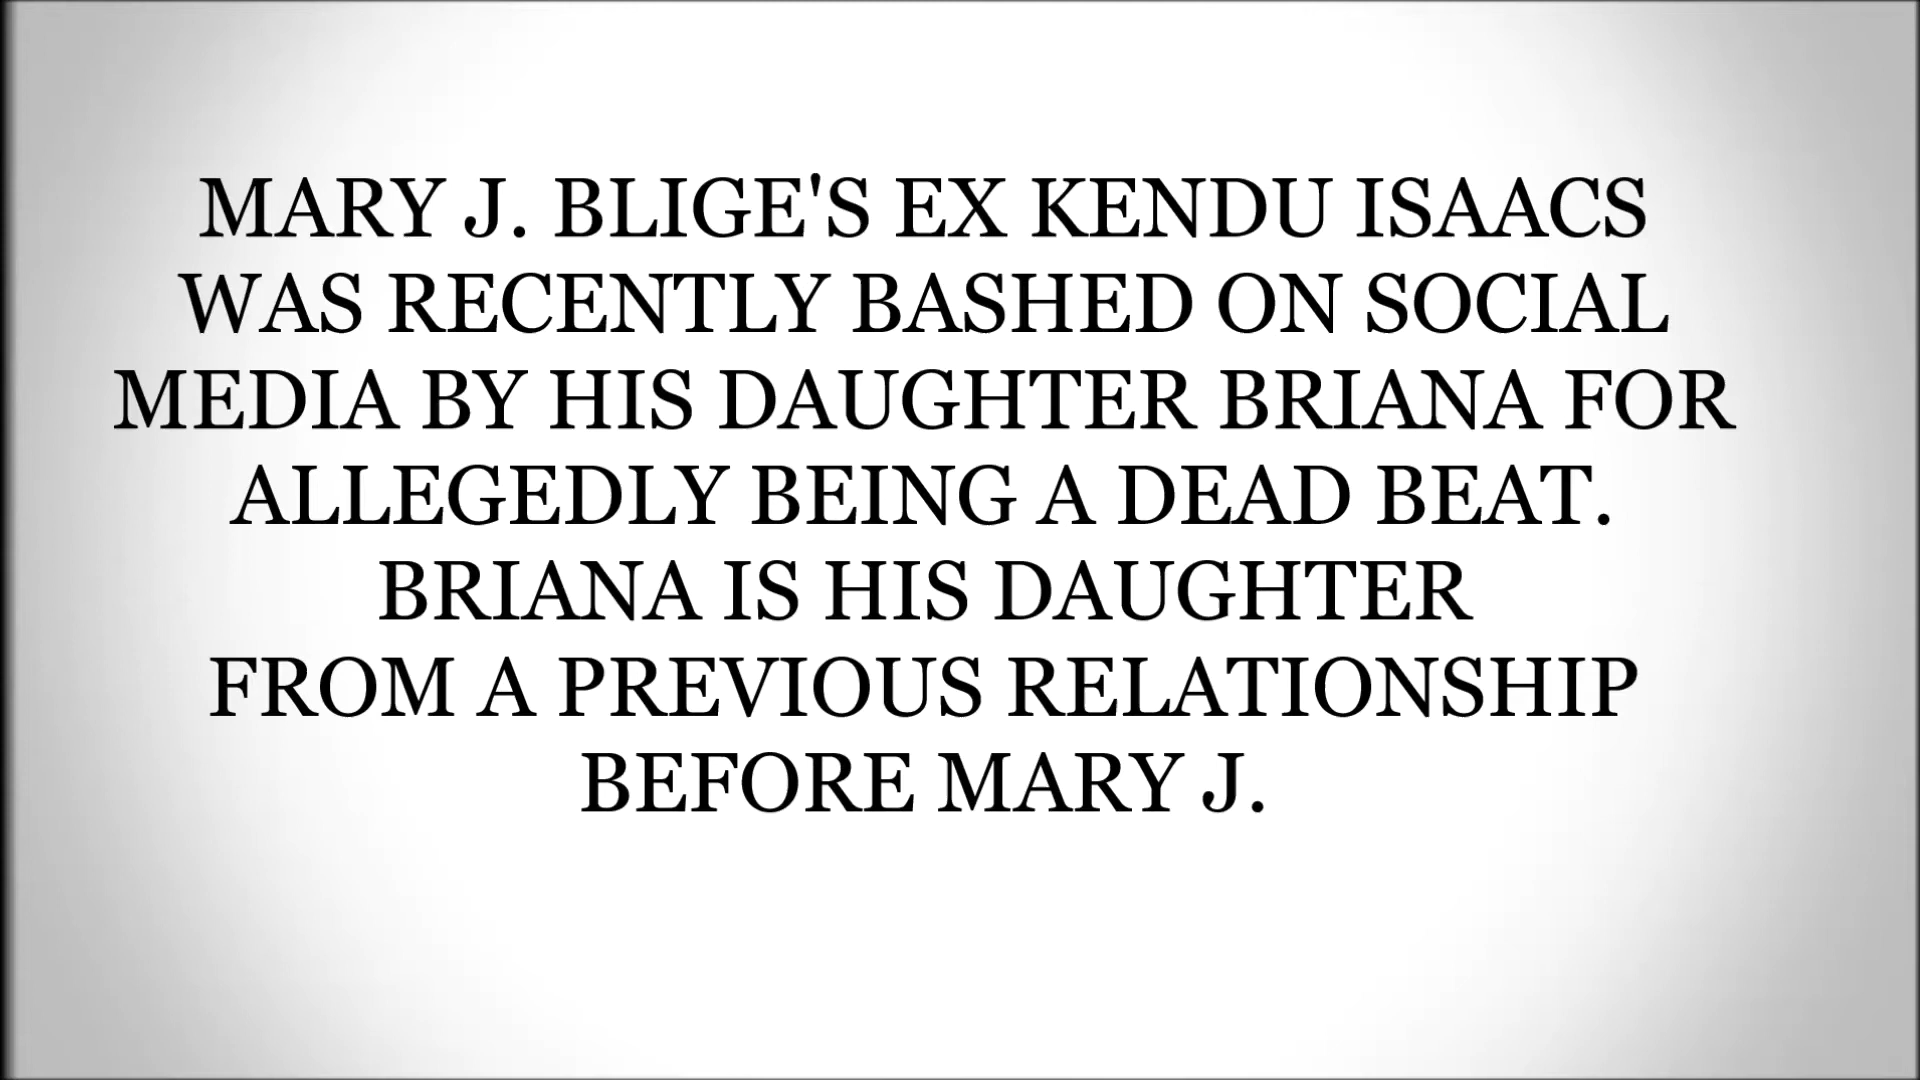 MARY J. BLIGE'S EX KENDU ISAACS
WAS RECENTLY BASHED ON SOCIAL
MEDIA BY HIS DAUGHTER BRIANA FOR
ALLEGEDLY BEING A DEAD BEAT.
BRIANA IS HIS DAUGHTER
FROM A PREVIOUS RELATIONSHIP
BEFORE MARY J.